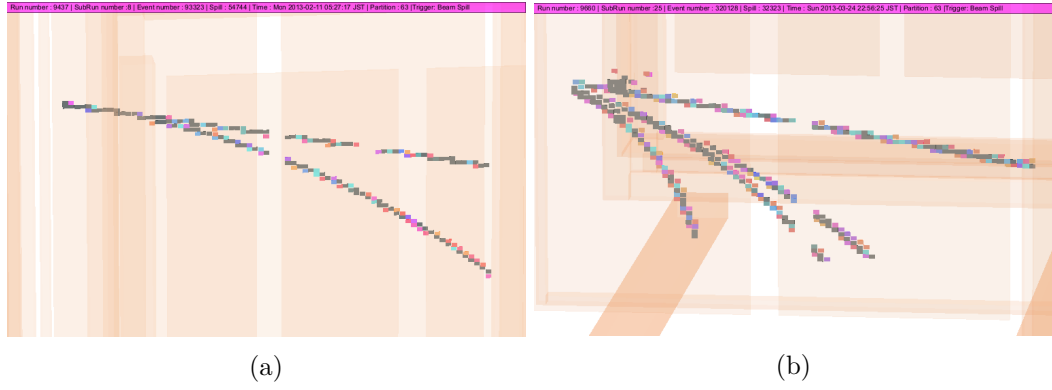 Run number : 9437 | SubRun number :8 | Event number : 93323 | Spill : 54744 | Time : Mon 2013-02-11 05:27:17 JST | Partition : 63 |Trigger: Beam Spill
Run number : 9660 | SubRun number :25 | Event number : 320128 | Spill : 32323 | Time : Sun 2013-03-24 22:56:25 JST | Partition : 63 |Trigger: Beam Spill
(a)
(b)